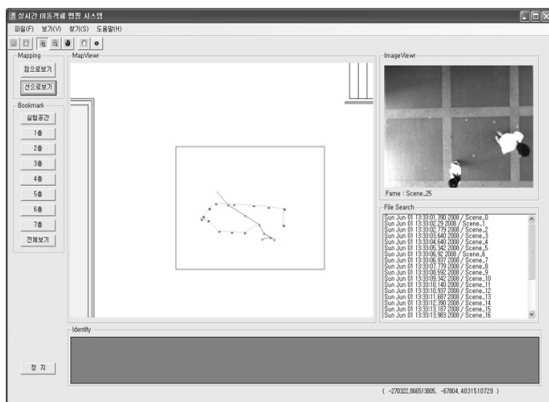 실시간 이동객체 맵핑 시스템
파일(F) 보기(V) 찾기(S) 도움말(H)
Mapping
점으로보기
선으로보기
Bookmark
실험공간
1층
2층
3층
4층
5층
6층
7층
전체보기
정 지
MapViewr
ImageViewr
Fame : Scene_25
File Search
Sun Jun 01 13:33:01,390 2008 / Scene_0
Sun Jun 01 13:33:02,29 2008 / Scene_1
Sun Jun 01 13:33:02,779 2008 / Scene_2
Sun Jun 01 13:33:03,640 2008 / Scene_3
Sun Jun 01 13:33:04,640 2008 / Scene_4
Sun Jun 01 13:33:05,342 2008 / Scene_5
Sun Jun 01 13:33:06,92 2008 / Scene_6
Sun Jun 01 13:33:06,937 2008 / Scene_7
Sun Jun 01 13:33:07,779 2008 / Scene_8
Sun Jun 01 13:33:08,592 2008 / Scene_9
Sun Jun 01 13:33:09,342 2008 / Scene_10
Sun Jun 01 13:33:10,140 2008 / Scene_11
Sun Jun 01 13:33:10,937 2008 / Scene_12
Sun Jun 01 13:33:11,687 2008 / Scene_13
Sun Jun 01 13:33:12,390 2008 / Scene_14
Sun Jun 01 13:33:13,187 2008 / Scene_15
Sun Jun 01 13:33:13,983 2008 / Scene_16
Identity
( -270322,868513885, -67804,4831510729 )